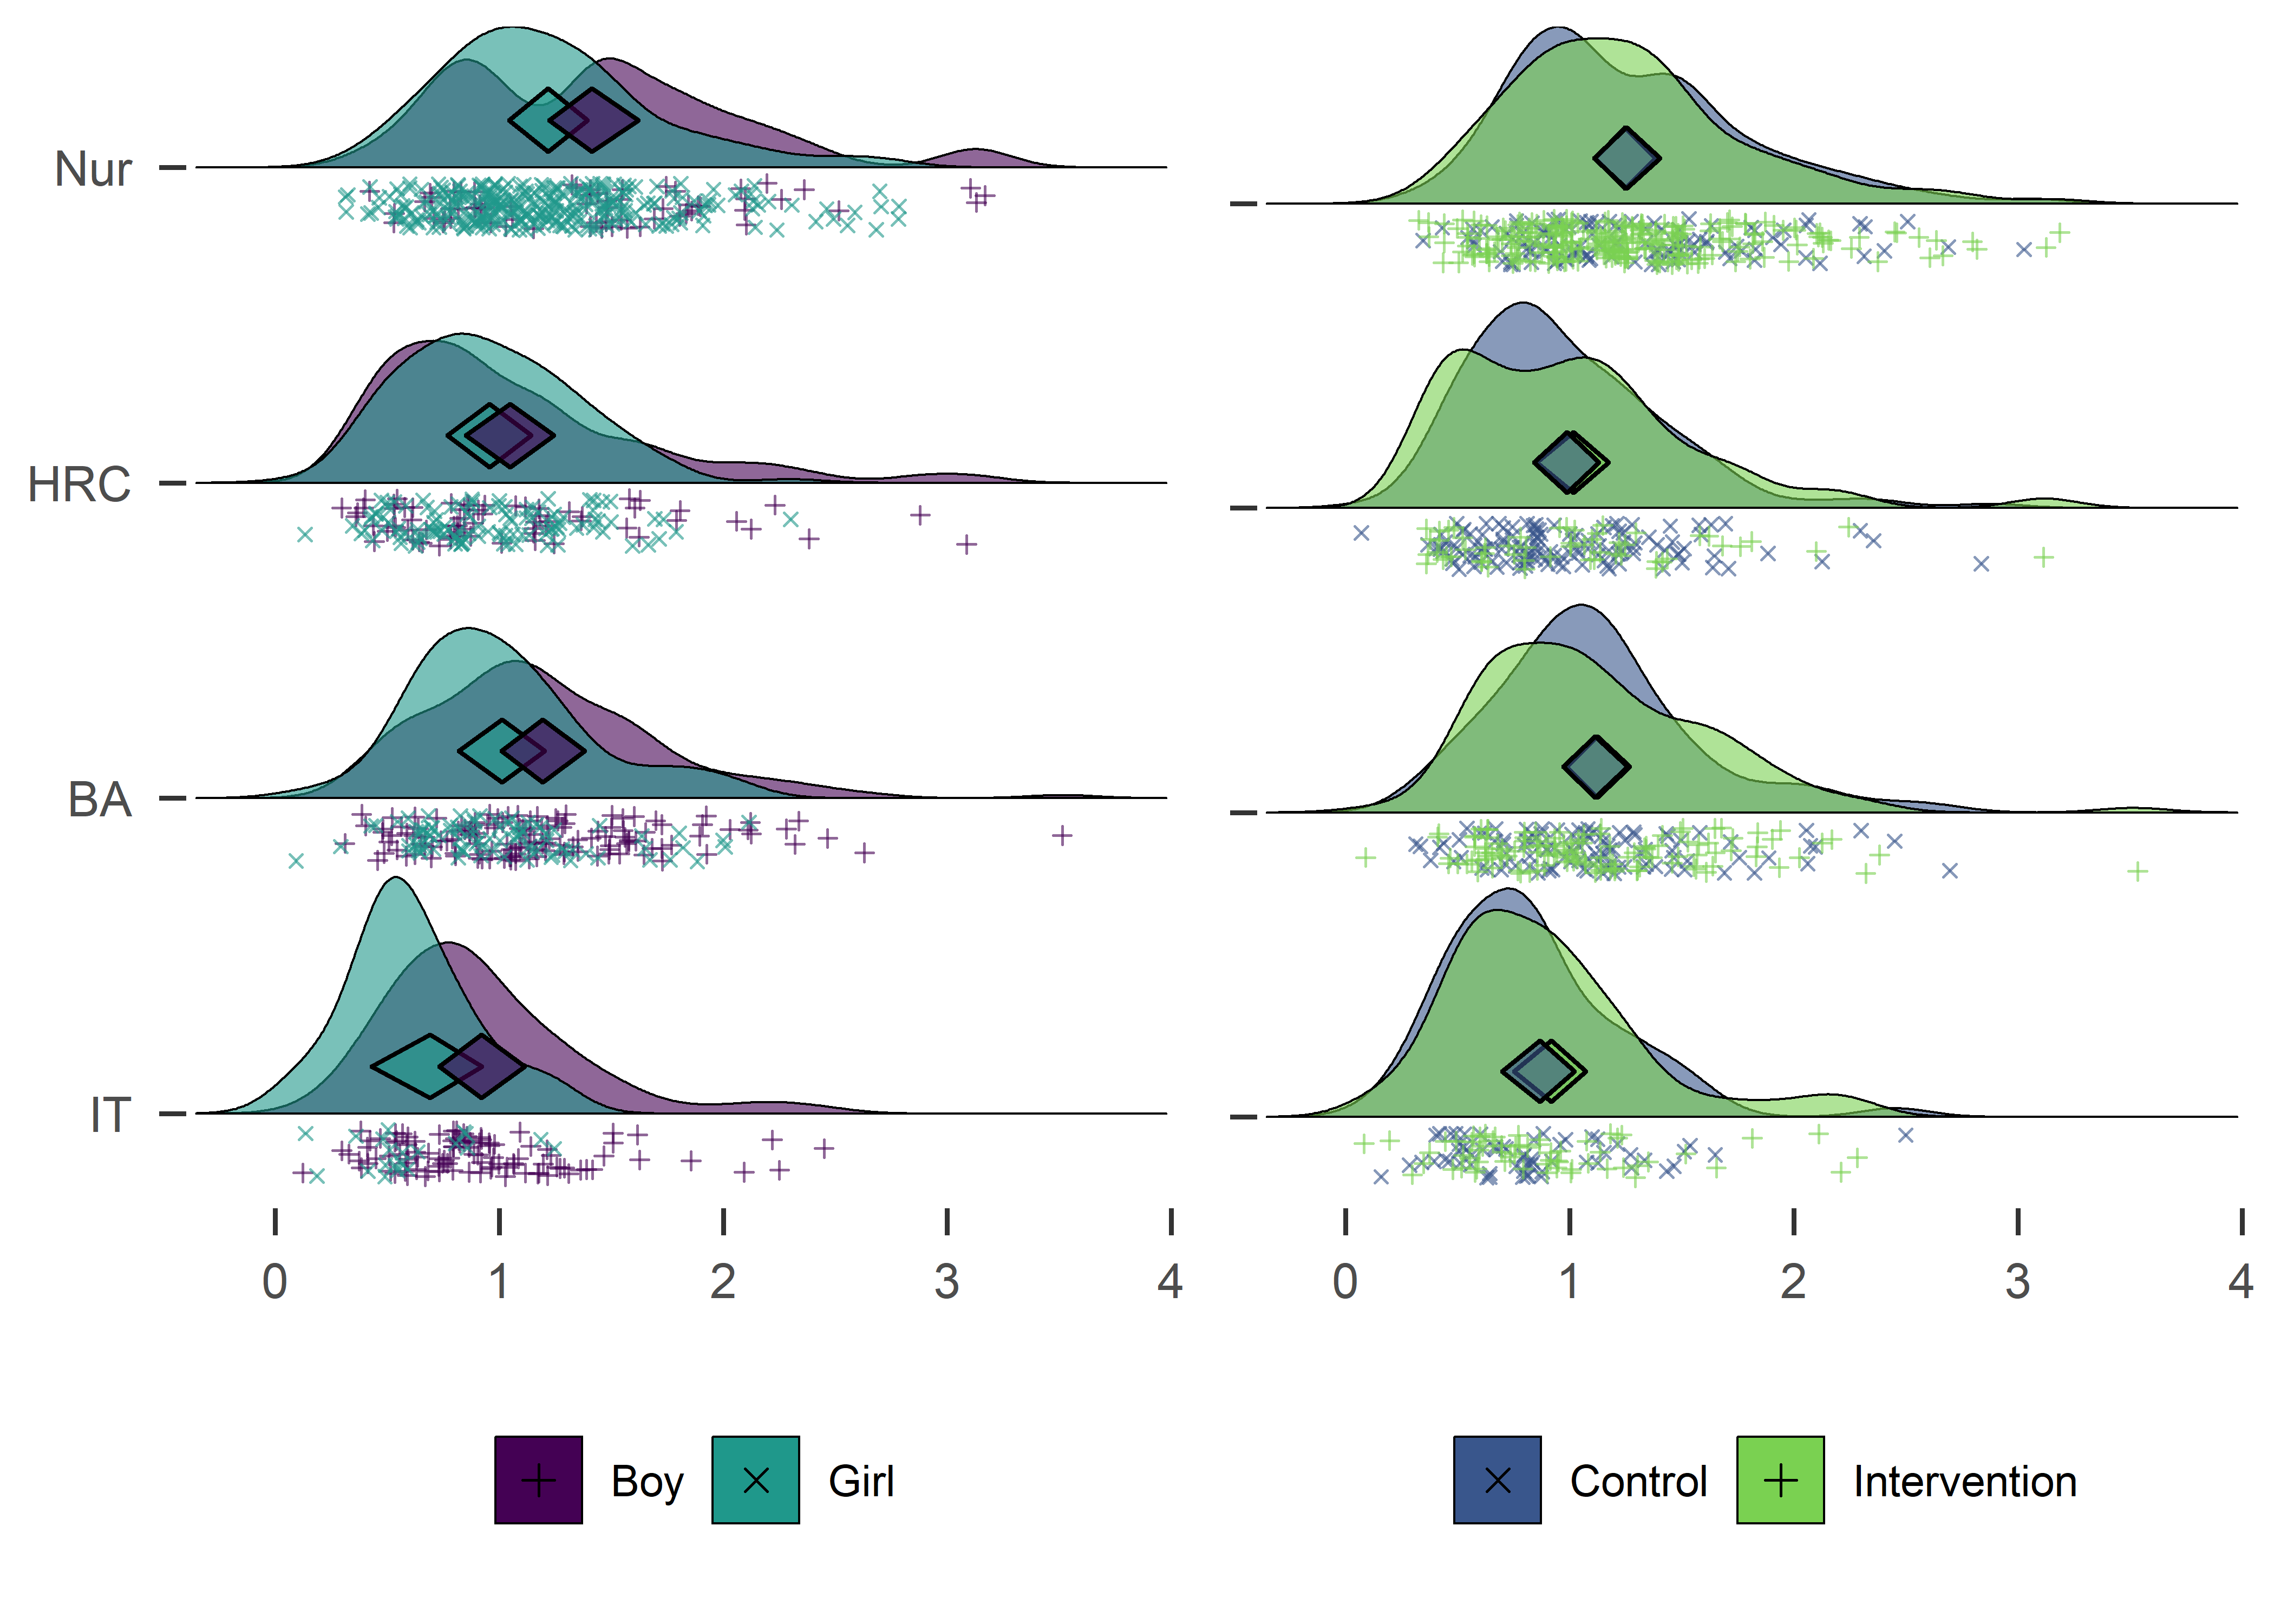 Nur
HRC
BA
IT
0 1 2 3 4
0 1 2 3 4
Boy Girl
Control Intervention